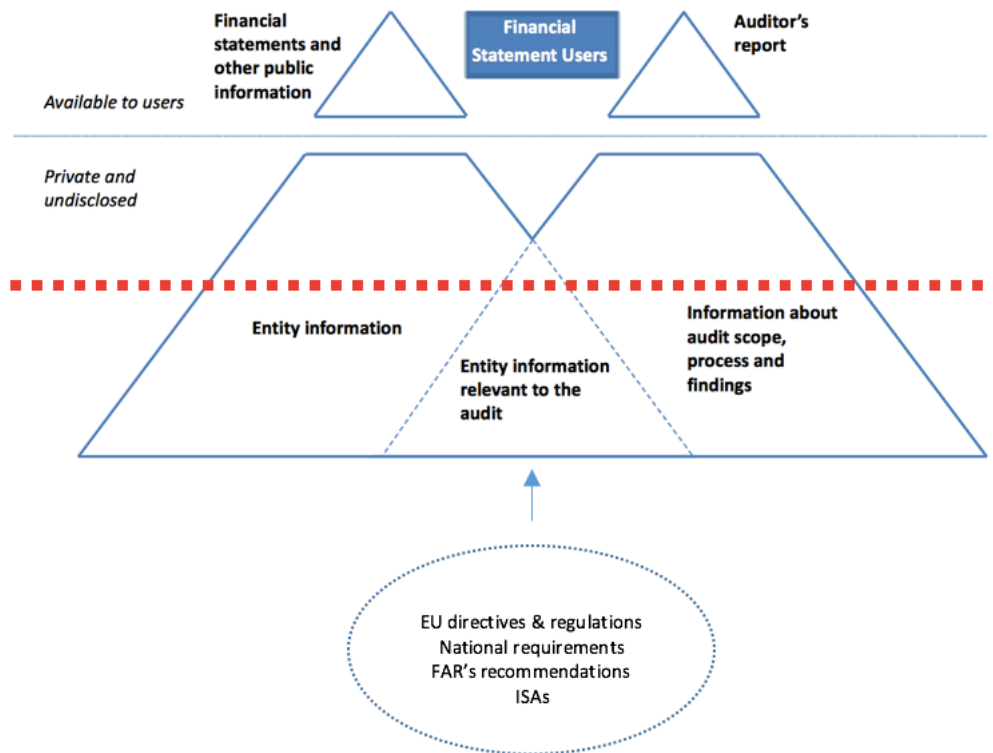 Financial
statements and
other public
information
Financial
Statement Users
Auditor's
report
Available to users
Private and
undisclosed
Entity information
Entity information
relevant to the
audit
Information about
audit scope,
process and
findings
EU directives & regulations
National requirements
FAR's recommendations
ISAs